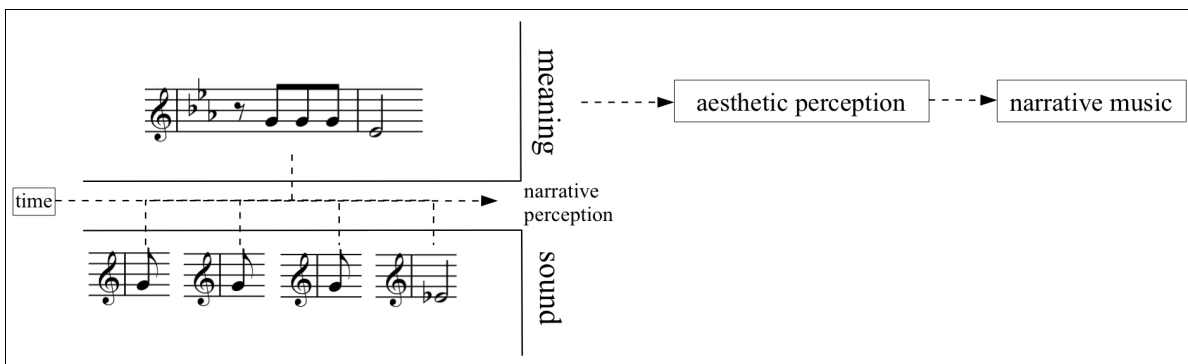 meaning
aesthetic perception
narrative music
time
narrative
perception
sound